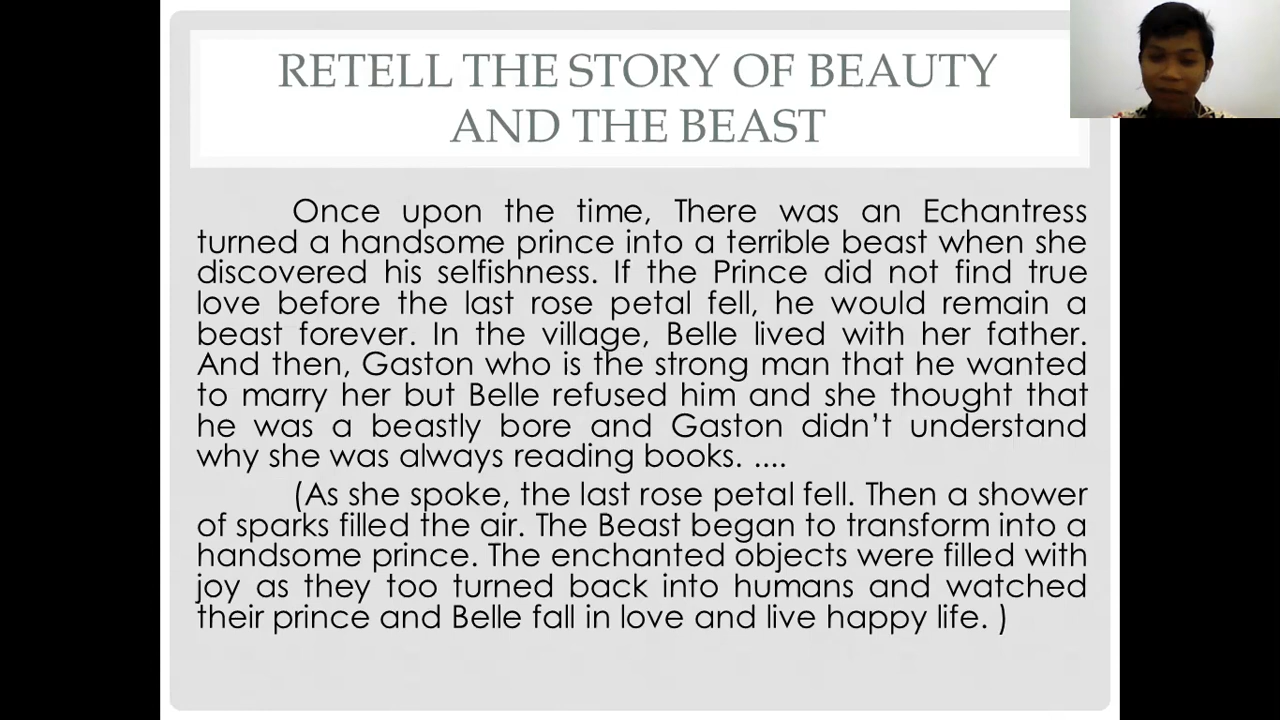 RETELL THE STORY OF BEAUTY
AND THE BEAST
Once upon the time, There was an Echantress
turned a handsome prince into a terrible beast when she
discovered his selfishness. If the Prince did not find true
love before the last rose petal fell, he would remain a
beast forever. In the village, Belle lived with her father.
And then, Gaston who is the strong man that he wanted
to marry her but Belle refused him and she thought that
he was a beastly bore and Gaston didn’t understand
why she was always reading books. ....
(As she spoke, the last rose petal fell. Then a shower
of sparks filled the air. The Beast began to transform into a
handsome prince. The enchanted objects were filled with
joy as they too turned back into humans and watched
their prince and Belle fall in love and live happy life. )